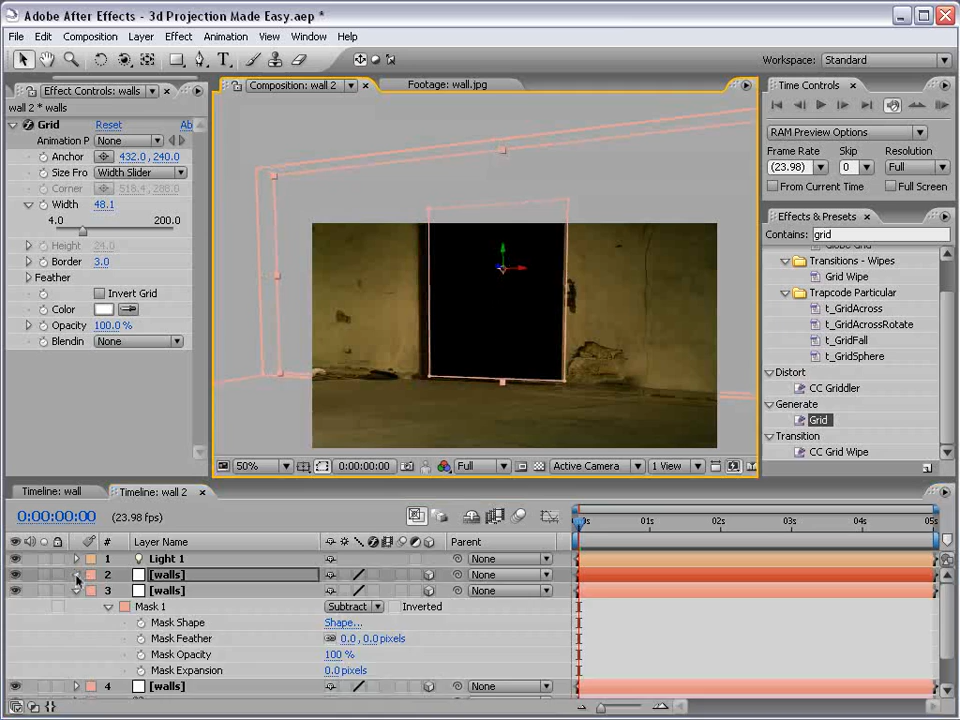 Adobe After Effects - 3d Projection Made Easy.aep *
File Edit Composition Layer Effect Animation View Window Help
Workspace: Standard
Effect Controls: walls
Composition: wall 2
Footage: wall.jpg
Time Controls
wall 2 * walls
Grid Reset Ab
Animation P None
Anchor 432.0, 240.0
Size Fro Width Slider
Corner 518.4, 288.0
Width 48.1
4.0 200.0
Height 24.0
Border 3.0
Feather
Invert Grid
Color
Opacity 100.0 %
Blendin None
RAM Preview Options
Frame Rate Skip Resolution
(23.98) 0 Full
From Current Time Full Screen
Effects & Presets
Contains: grid
Globe Grid
Transitions - Wipes
Grid Wipe
Trapcode Particular
t_GridAcross
t_GridAcrossRotate
t_GridFall
t_GridSphere
Distort
CC Griddler
Generate
Grid
Transition
CC Grid Wipe
50% 0:00:00:00 Full Active Camera 1 View
Timeline: wall Timeline: wall 2
0:00:00:00 (23.98 fps)
01s 02s 03s 04s 05s
# Layer Name Parent
1 Light 1 None
2 [walls] None
3 [walls] None
Mask 1 Subtract Inverted
Mask Shape Shape...
Mask Feather 0.0, 0.0 pixels
Mask Opacity 100 %
Mask Expansion 0.0 pixels
4 [walls] None